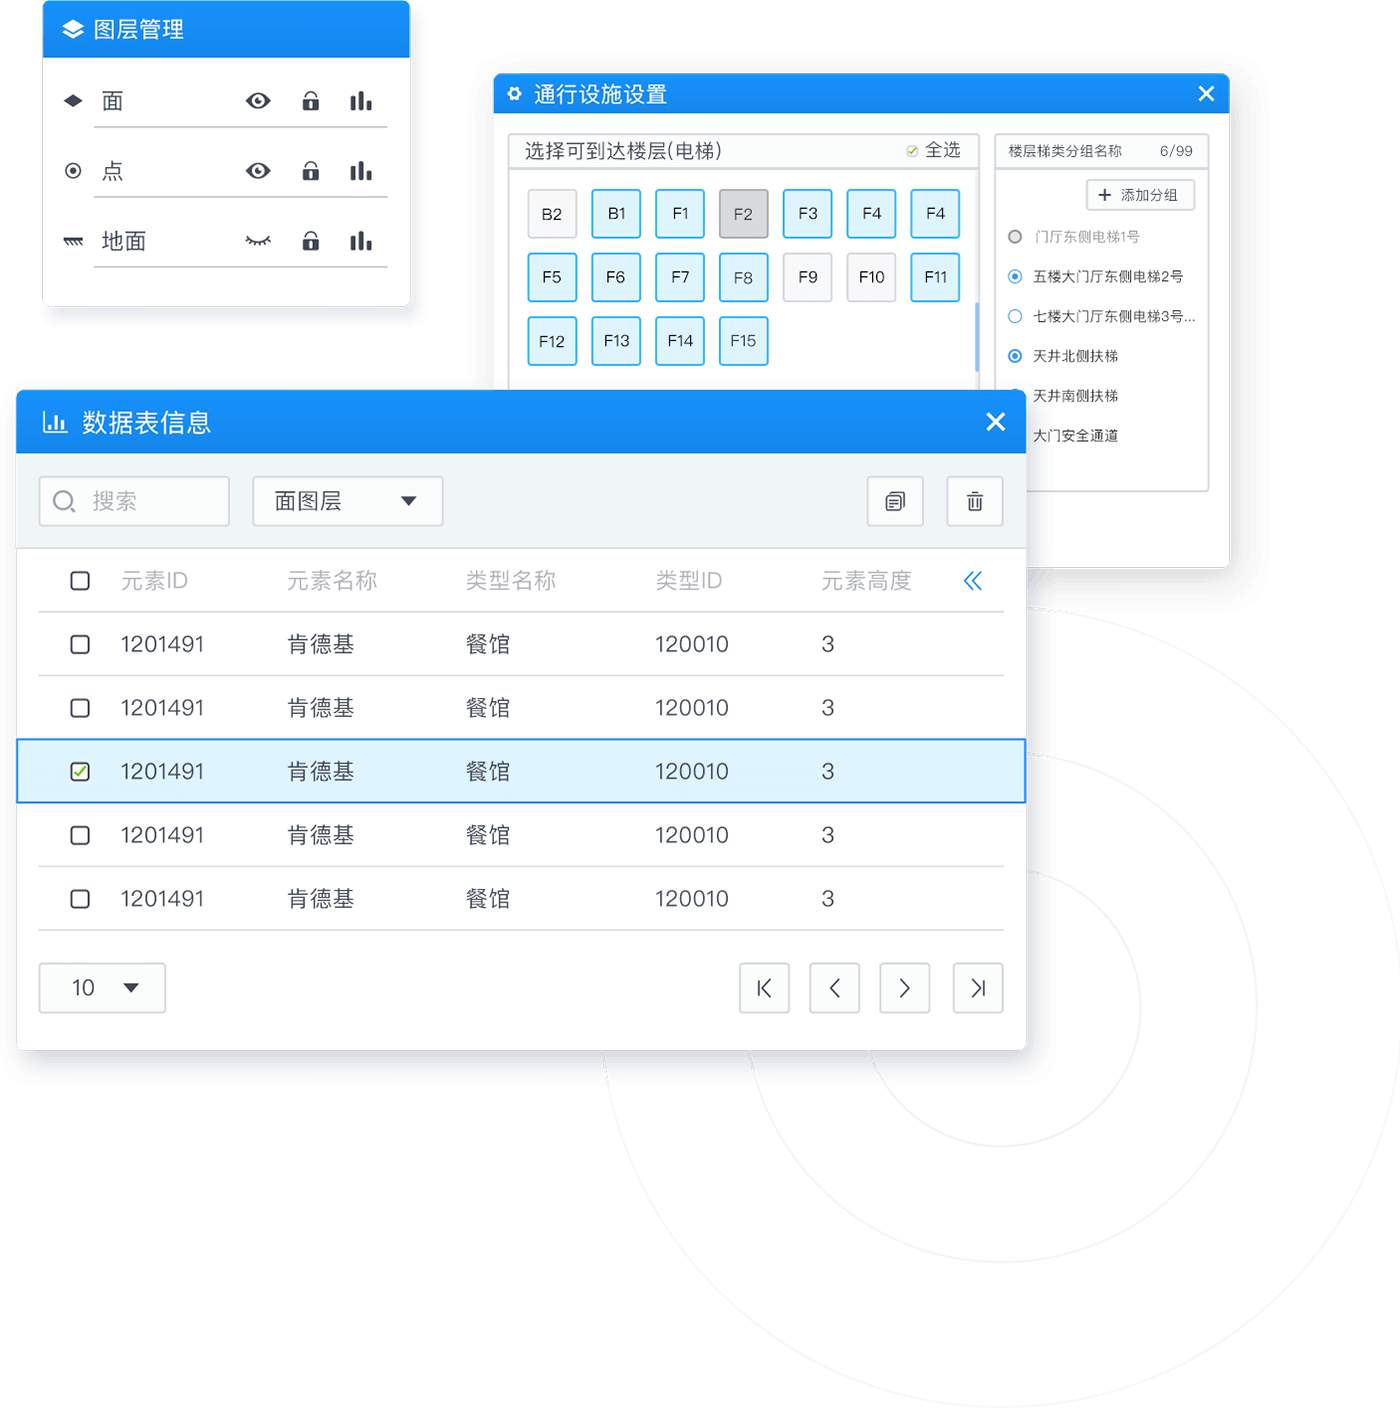 图层管理
面
点
地面
通行设施设置
选择可到达楼层(电梯)
全选
B2 B1 F1 F2 F3 F4 F4
F5 F6 F7 F8 F9 F10 F11
F12 F13 F14 F15
楼层梯类分组名称 6/99
添加分组
门厅东侧电梯1号
五楼大门厅东侧电梯2号
七楼大门厅东侧电梯3号...
天井北侧扶梯
天井南侧扶梯
大门安全通道
数据表信息
搜索 面图层
元素ID 元素名称 类型名称 类型ID 元素高度
1201491 肯德基 餐馆 120010 3
1201491 肯德基 餐馆 120010 3
1201491 肯德基 餐馆 120010 3
1201491 肯德基 餐馆 120010 3
1201491 肯德基 餐馆 120010 3
10